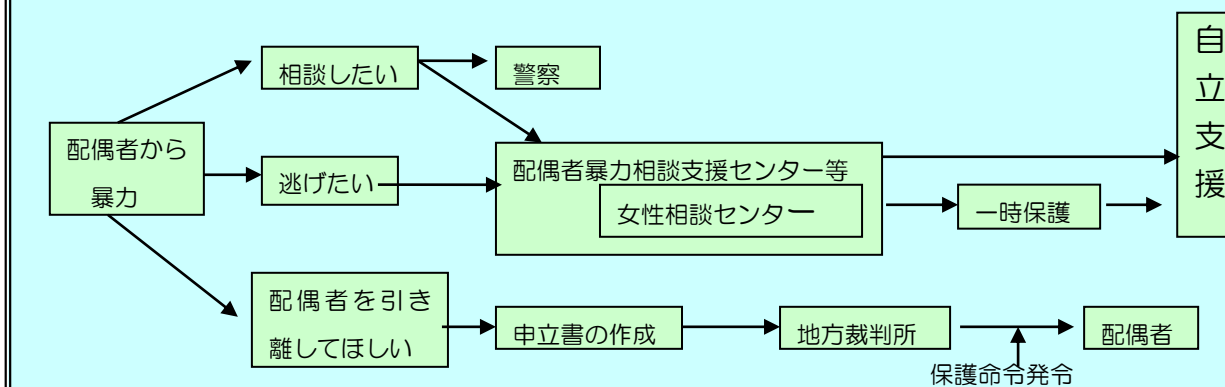 相談したい
警察
配偶者から
暴力
逃げたい
配偶者暴力相談支援センター等
女性相談センター
一時保護
自
立
支
援
配偶者を引き
離してほしい
申立書の作成
地方裁判所
配偶者
保護命令発令